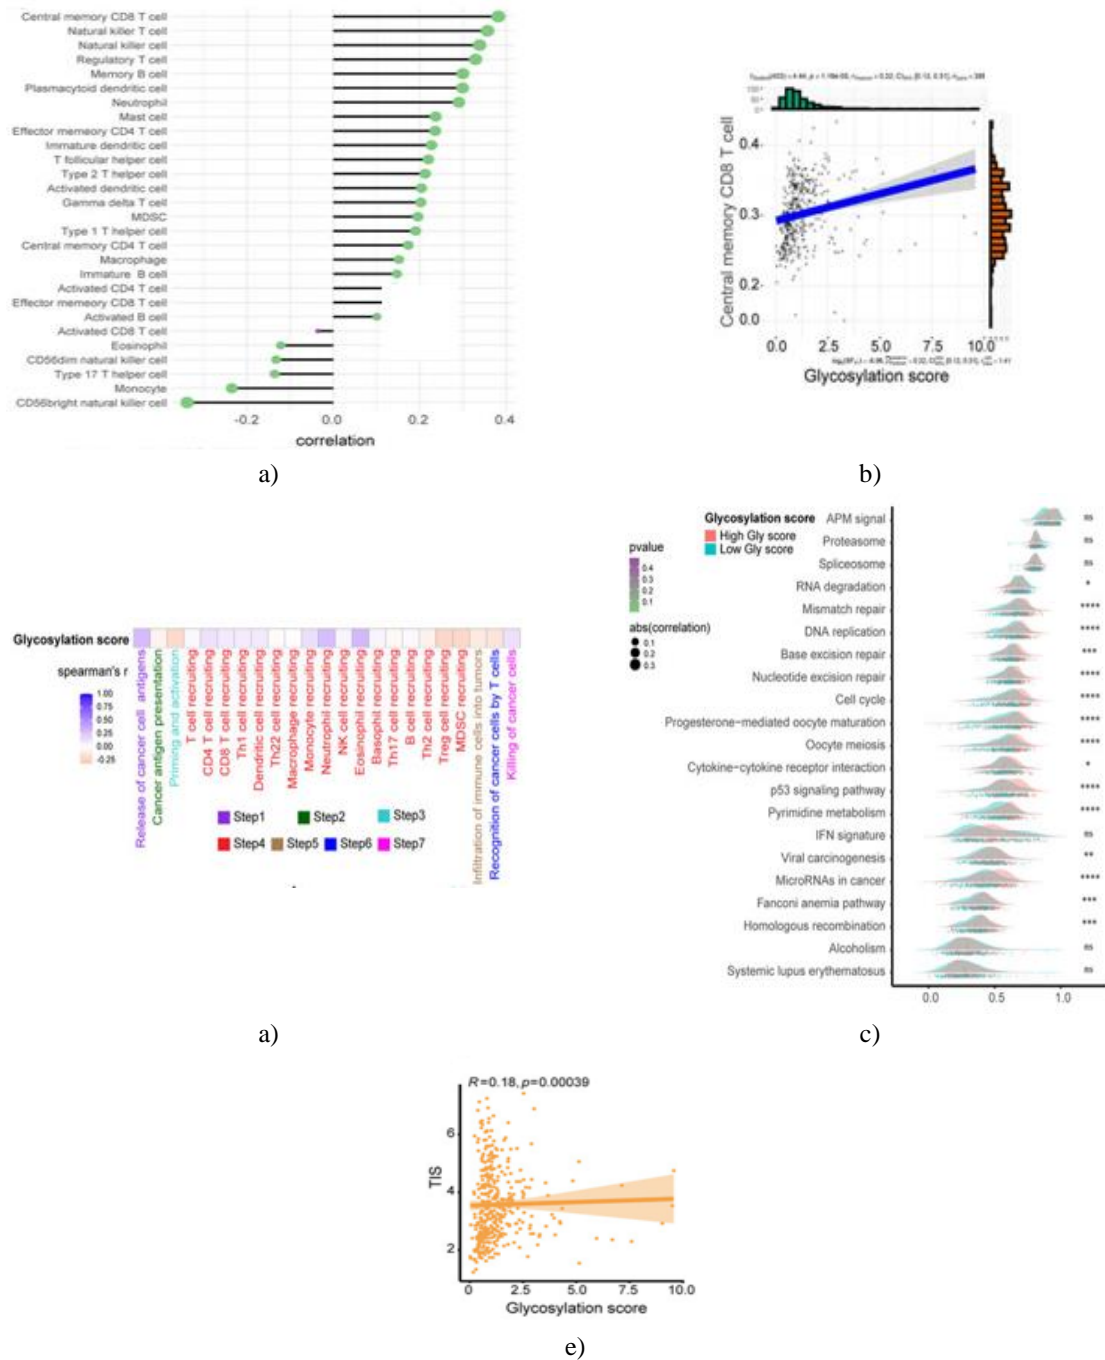 Central memory CD8 T cell
Natural killer T cell
Natural killer cell
Regulatory T cell
Memory B cell
Plasmacytoid dendritic cell
Neutrophil
Mast cell
Effector memeory CD4 T cell
Immature dendritic cell
T follicular helper cell
Type 2 T helper cell
Activated dendritic cell
Gamma delta T cell
MDSC
Type 1 T helper cell
Central memory CD4 T cell
Macrophage
Immature B cell
Activated CD4 T cell
Effector memeory CD8 T cell
Activated B cell
Activated CD8 T cell
Eosinophil
CD56dim natural killer cell
Type 17 T helper cell
Monocyte
CD56bright natural killer cell
-0.2 0.0 0.2 0.4
correlation
a)
Central memory CD8 T cell
0.4
0.3
0.2
0.0
0.0 2.5 5.0 7.5 10.0
Glycosylation score
b)
Glycosylation score
spearman's r
1.00
0.75
0.50
0.25
0.00
-0.25
Release of cancer cell antigens
Cancer antigen presentation
Priming and activation
T cell recruiting
CD4 T cell recruiting
CD8 T cell recruiting
Th1 cell recruiting
Dendritic cell recruiting
Th22 cell recruiting
Macrophage recruiting
Monocyte recruiting
Neutrophil recruiting
NK cell recruiting
Eosinophil recruiting
Basophil recruiting
Th17 cell recruiting
B cell recruiting
Th2 cell recruiting
Treg cell recruiting
MDSC recruiting
Infiltration of immune cells into tumors
Recognition of cancer cells by T cells
Killing of cancer cells
Step1 Step2 Step3
Step4 Step5 Step6 Step7
a)
pvalue
0.4
0.3
0.2
0.1
abs(correlation)
0.1
0.2
0.3
Glycosylation score
High Gly score
Low Gly score
APM signal ns
Proteasome ns
Spliceosome ns
RNA degradation *
Mismatch repair ****
DNA replication ****
Base excision repair ***
Nucleotide excision repair ****
Cell cycle ****
Progesterone−mediated oocyte maturation ****
Oocyte meiosis ****
Cytokine−cytokine receptor interaction *
p53 signaling pathway ****
Pyrimidine metabolism ****
IFN signature ns
Viral carcinogenesis **
MicroRNAs in cancer ****
Fanconi anemia pathway ***
Homologous recombination ***
Alcoholism ns
Systemic lupus erythematosus ns
0.0 0.5 1.0
c)
R=0.18, p=0.00039
TIS
6
4
2
0 2.5 5.0 7.5 10.0
Glycosylation score
e)